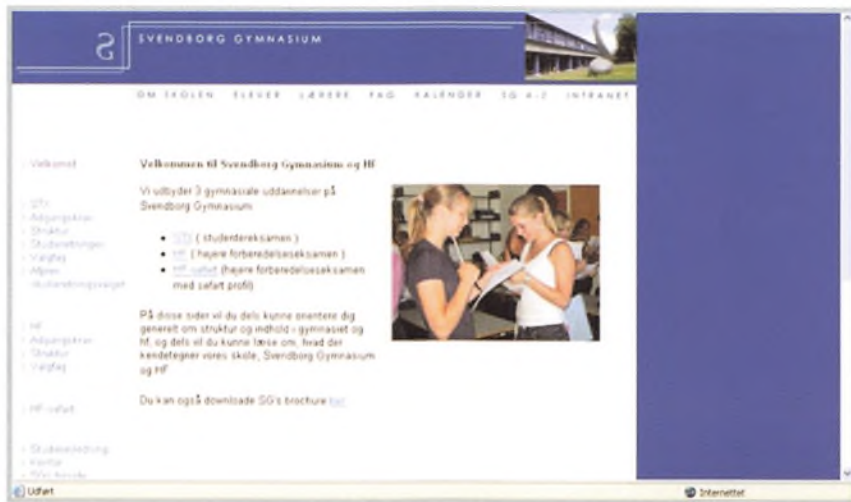 SVENDBORG GYMNASIUM
OM SKOLEN ELEVER LÆRERE FAG KALENDER SG A-Z INTRANET
Velkommen til Svendborg Gymnasium og HF
Vi udbyder 3 gymnasiale uddannelser på
Svendborg Gymnasium
STX ( studentereksamen )
HF ( højere forberedelseseksamen )
HF-søfart (højere forberedelseseksamen
med søfart profil)
På disse sider vil du dels kunne orientere dig
generelt om struktur og indhold i gymnasiet og
hf, og dels vil du kunne læse om, hvad der
kendetegner vores skole, Svendborg Gymnasium
og HF
Du kan også downloade SG's brochure her
Velkomst
STX
Adgangskrav
Struktur
Studieretninger
Valgfag
studieretningsvalget
HF
Adgangskrav
Struktur
Valgfag
HF-søfart
Studievejledning
Kontor
Udført
Internettet